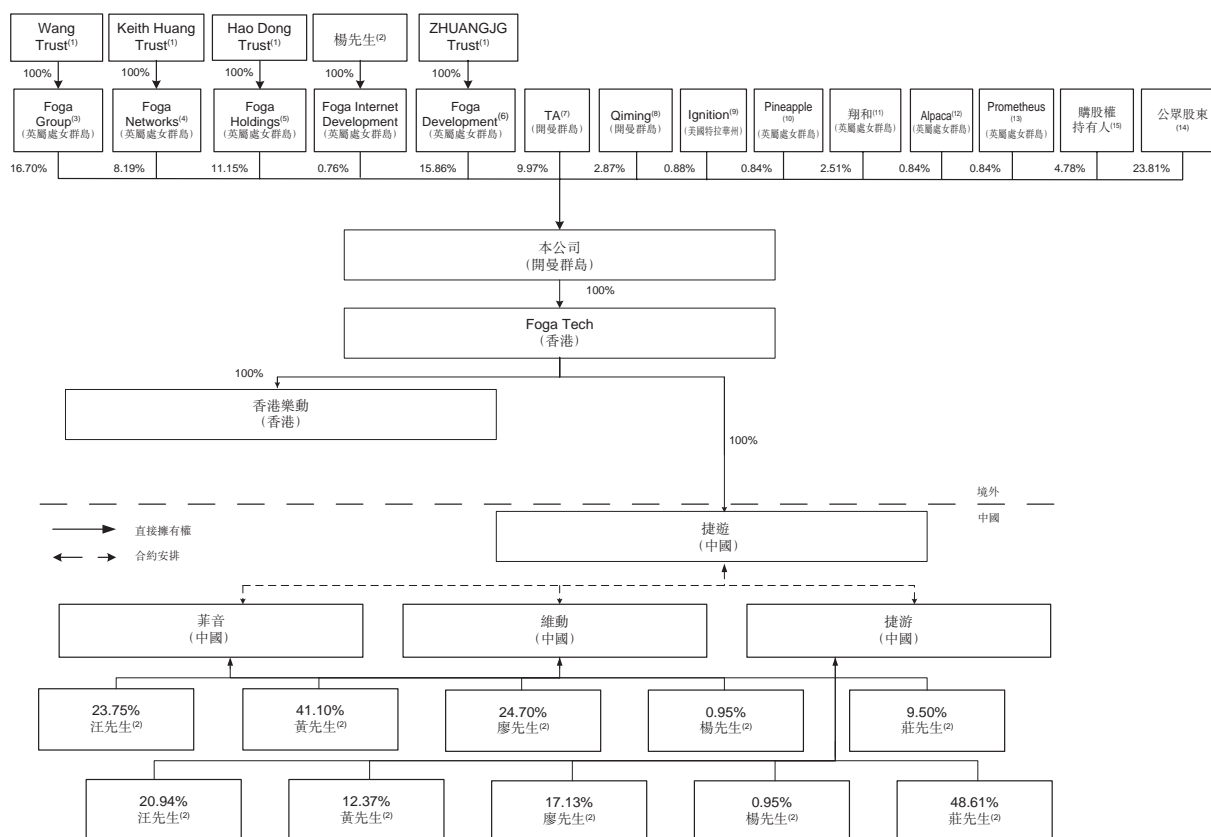 Wang
Trust(1)
Keith Huang
Trust(1)
Hao Dong
Trust(1)
楊先生(2)
ZHUANGJG
Trust(1)
100%
100%
100%
100%
100%
Foga
Group(3)
(英屬處女群島)
Foga
Networks(4)
(英屬處女群島)
Foga
Holdings(5)
(英屬處女群島)
Foga Internet
Development
(英屬處女群島)
Foga
Development(6)
(英屬處女群島)
TA(7)
(開曼群島)
Qiming(8)
(開曼群島)
Ignition(9)
(美國特拉華州)
Pineapple
(10)
(英屬處女群島)
翔和(11)
(英屬處女群島)
Alpaca(12)
(英屬處女群島)
Prometheus
(13)
(英屬處女群島)
購股權
持有人(15)
公眾股東
(14)
16.70%
8.19%
11.15%
0.76%
15.86%
9.97%
2.87%
0.88%
0.84%
2.51%
0.84%
0.84%
4.78%
23.81%
本公司
(開曼群島)
100%
Foga Tech
(香港)
100%
香港樂動
(香港)
100%
境外
中國
直接擁有權
合約安排
捷遊
(中國)
菲音
(中國)
維動
(中國)
捷游
(中國)
23.75%
汪先生(2)
41.10%
黃先生(2)
24.70%
廖先生(2)
0.95%
楊先生(2)
9.50%
莊先生(2)
20.94%
汪先生(2)
12.37%
黃先生(2)
17.13%
廖先生(2)
0.95%
楊先生(2)
48.61%
莊先生(2)